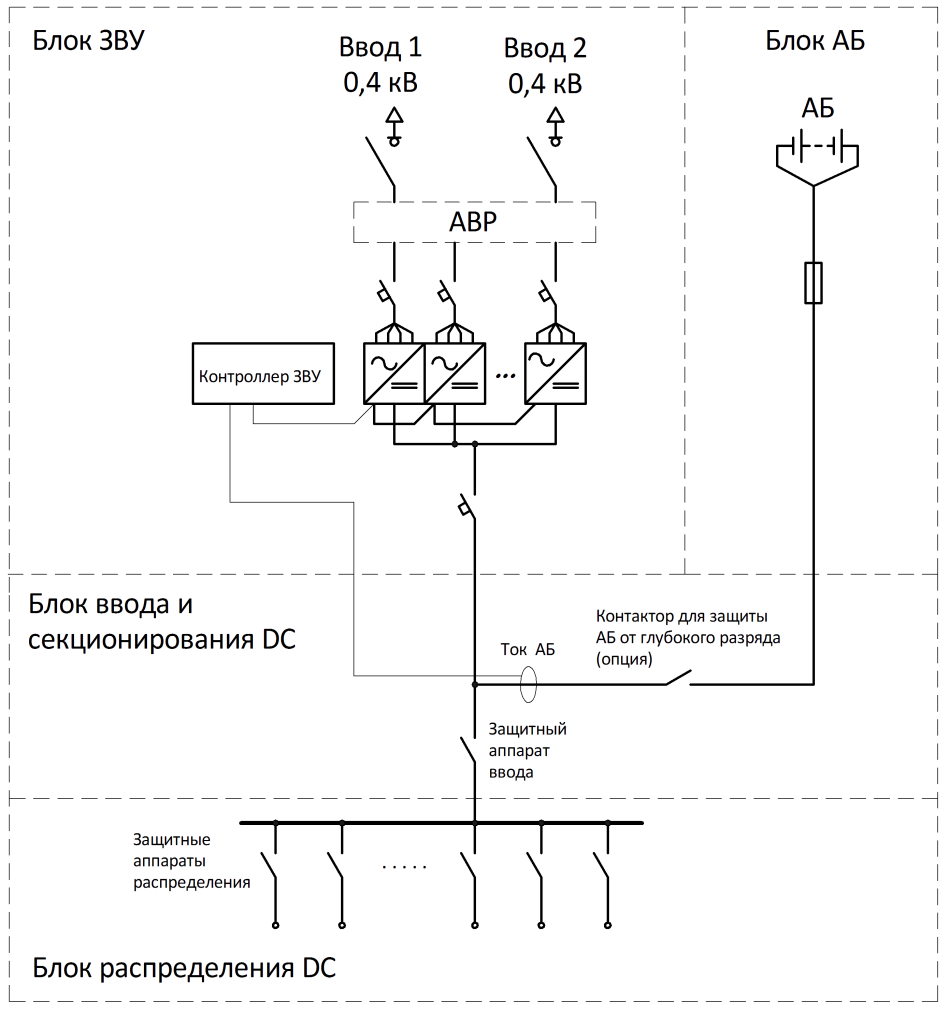 Блок ЗВУ
Ввод 1
0,4 кВ
Ввод 2
0,4 кВ
Блок АБ
АБ
АВР
Контроллер ЗВУ
...
Блок ввода и
секционирования DC
Ток АБ
Контактор для защиты
АБ от глубокого разряда
(опция)
Защитный
аппарат
ввода
Защитные
аппараты
распределения
.....
Блок распределения DC